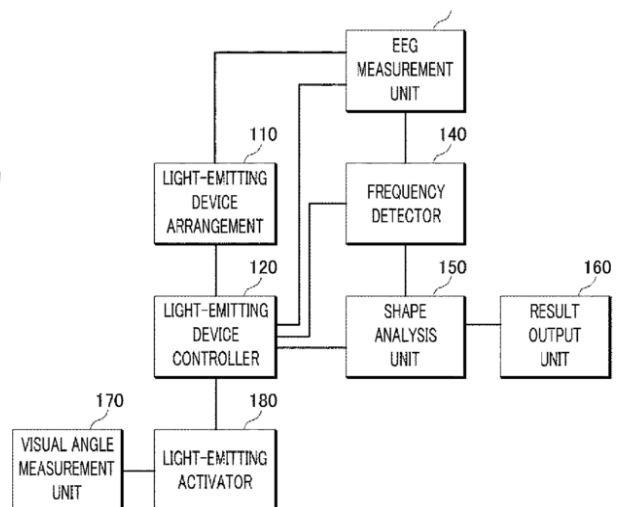 EEG
MEASUREMENT
UNIT
110
LIGHT-EMITTING
DEVICE
ARRANGEMENT
140
FREQUENCY
DETECTOR
120
LIGHT-EMITTING
DEVICE
CONTROLLER
150
SHAPE
ANALYSIS
UNIT
160
RESULT
OUTPUT
UNIT
170
VISUAL ANGLE
MEASUREMENT
UNIT
180
LIGHT-EMITTING
ACTIVATOR